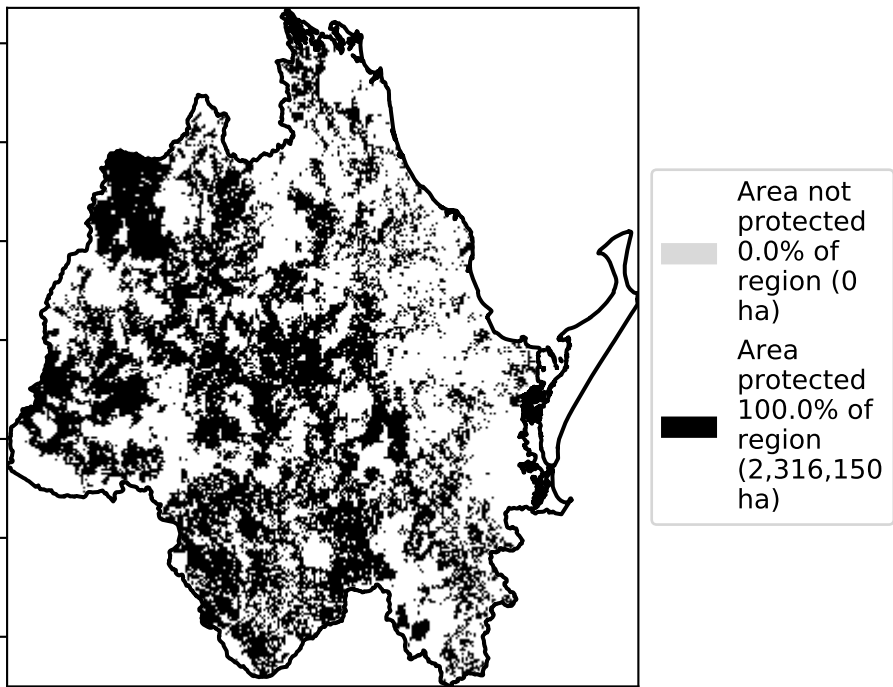 Area not
protected
0.0% of
region (0
ha)
Area
protected
100.0% of
region
(2,316,150
ha)